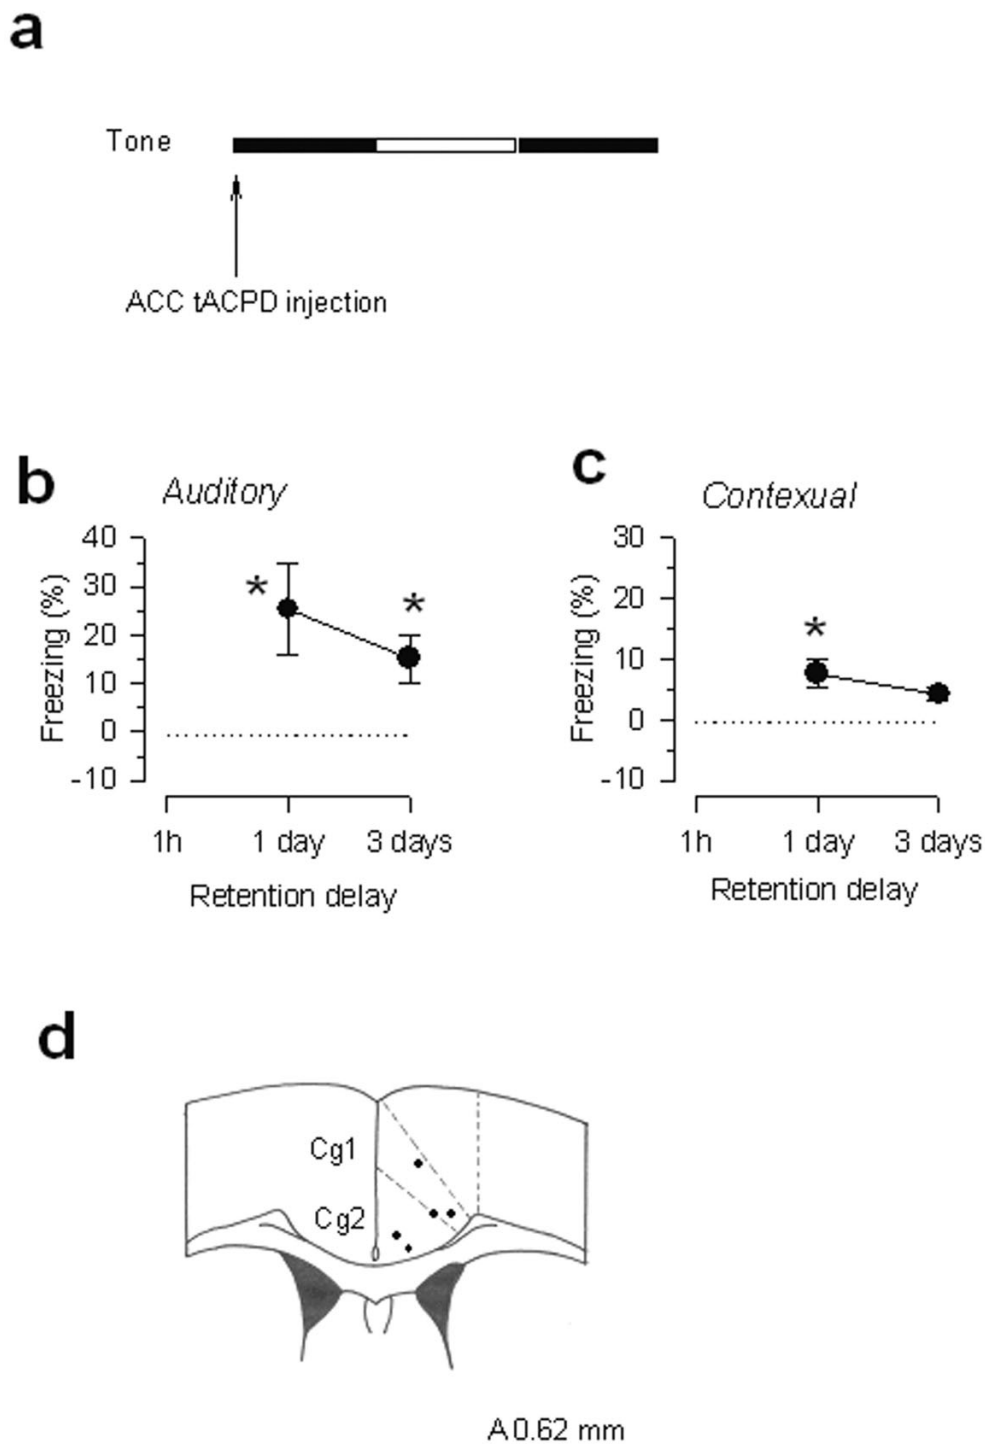 a
Tone
ACC tACPD injection
b
Auditory
40
30
20
10
0
-10
Freezing (%)
*
*
1h 1 day 3 days
Retention delay
c
Contexual
30
20
10
0
-10
Freezing (%)
*
1h 1 day 3 days
Retention delay
d
Cg1
Cg2
A 0.62 mm